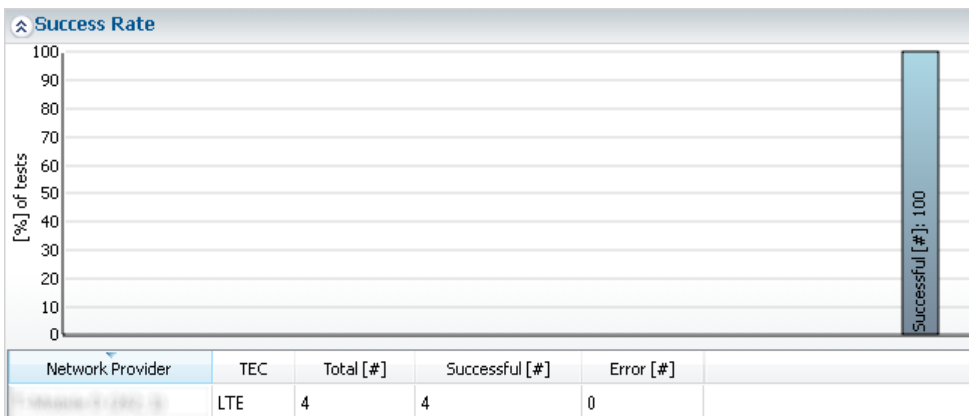 Success Rate
100
90
80
70
60
50
40
30
20
10
0
[%] of tests
Successful [#]: 100
Network Provider TEC Total [#] Successful [#] Error [#]
LTE 4 4 0